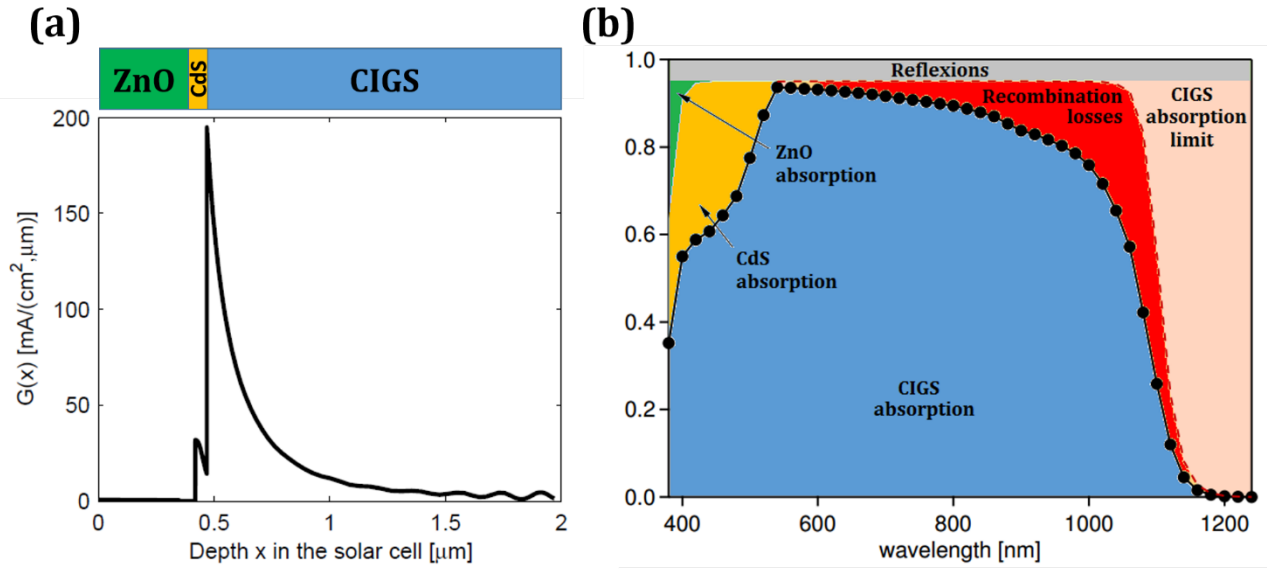 (a)
ZnO
CdS
CIGS
200
150
100
50
0
G(x) [mA/(cm²,μm)]
0
0.5
1
1.5
2
Depth x in the solar cell [μm]
(b)
1.0
0.8
0.6
0.4
0.2
0.0
Reflexions
Recombination
losses
CIGS
absorption
limit
ZnO
absorption
CdS
absorption
CIGS
absorption
400
600
800
1000
1200
wavelength [nm]